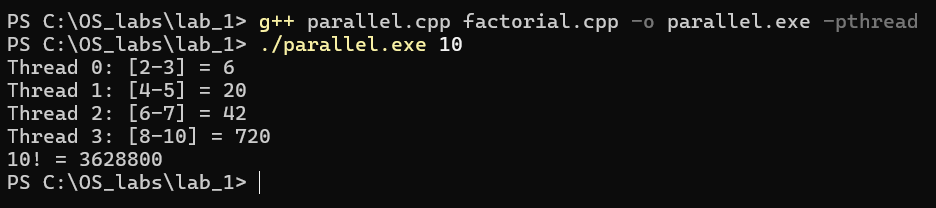 PS C:\OS_labs\lab_1> g++ parallel.cpp factorial.cpp -o parallel.exe -pthread
PS C:\OS_labs\lab_1> ./parallel.exe 10
Thread 0: [2-3] = 6
Thread 1: [4-5] = 20
Thread 2: [6-7] = 42
Thread 3: [8-10] = 720
10! = 3628800
PS C:\OS_labs\lab_1>